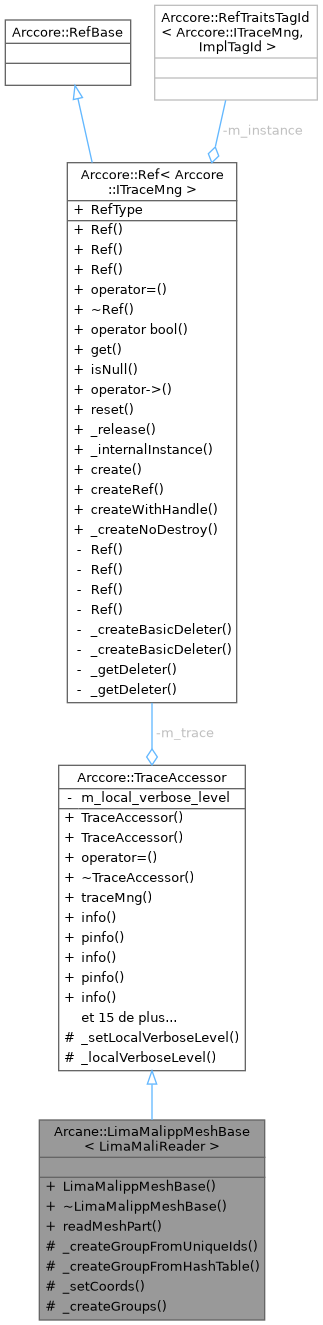 Arccore::RefBase
Arccore::RefTraitsTagId
< Arccore::ITraceMng,
ImplTagId >
-m_instance
Arccore::Ref< Arccore
::ITraceMng >
+ RefType
+ Ref()
+ Ref()
+ Ref()
+ operator=()
+ ~Ref()
+ operator bool()
+ get()
+ isNull()
+ operator->()
+ reset()
+ _release()
+ _internalInstance()
+ create()
+ createRef()
+ createWithHandle()
+ _createNoDestroy()
- Ref()
- Ref()
- Ref()
- Ref()
- _createBasicDeleter()
- _createBasicDeleter()
- _getDeleter()
- _getDeleter()
-m_trace
Arccore::TraceAccessor
- m_local_verbose_level
+ TraceAccessor()
+ TraceAccessor()
+ operator=()
+ ~TraceAccessor()
+ traceMng()
+ info()
+ pinfo()
+ info()
+ pinfo()
+ info()
et 15 de plus...
# _setLocalVerboseLevel()
# _localVerboseLevel()
Arcane::LimaMalippMeshBase
< LimaMaliReader >
+ LimaMalippMeshBase()
+ ~LimaMalippMeshBase()
+ readMeshPart()
# _createGroupFromUniqueIds()
# _createGroupFromHashTable()
# _setCoords()
# _createGroups()